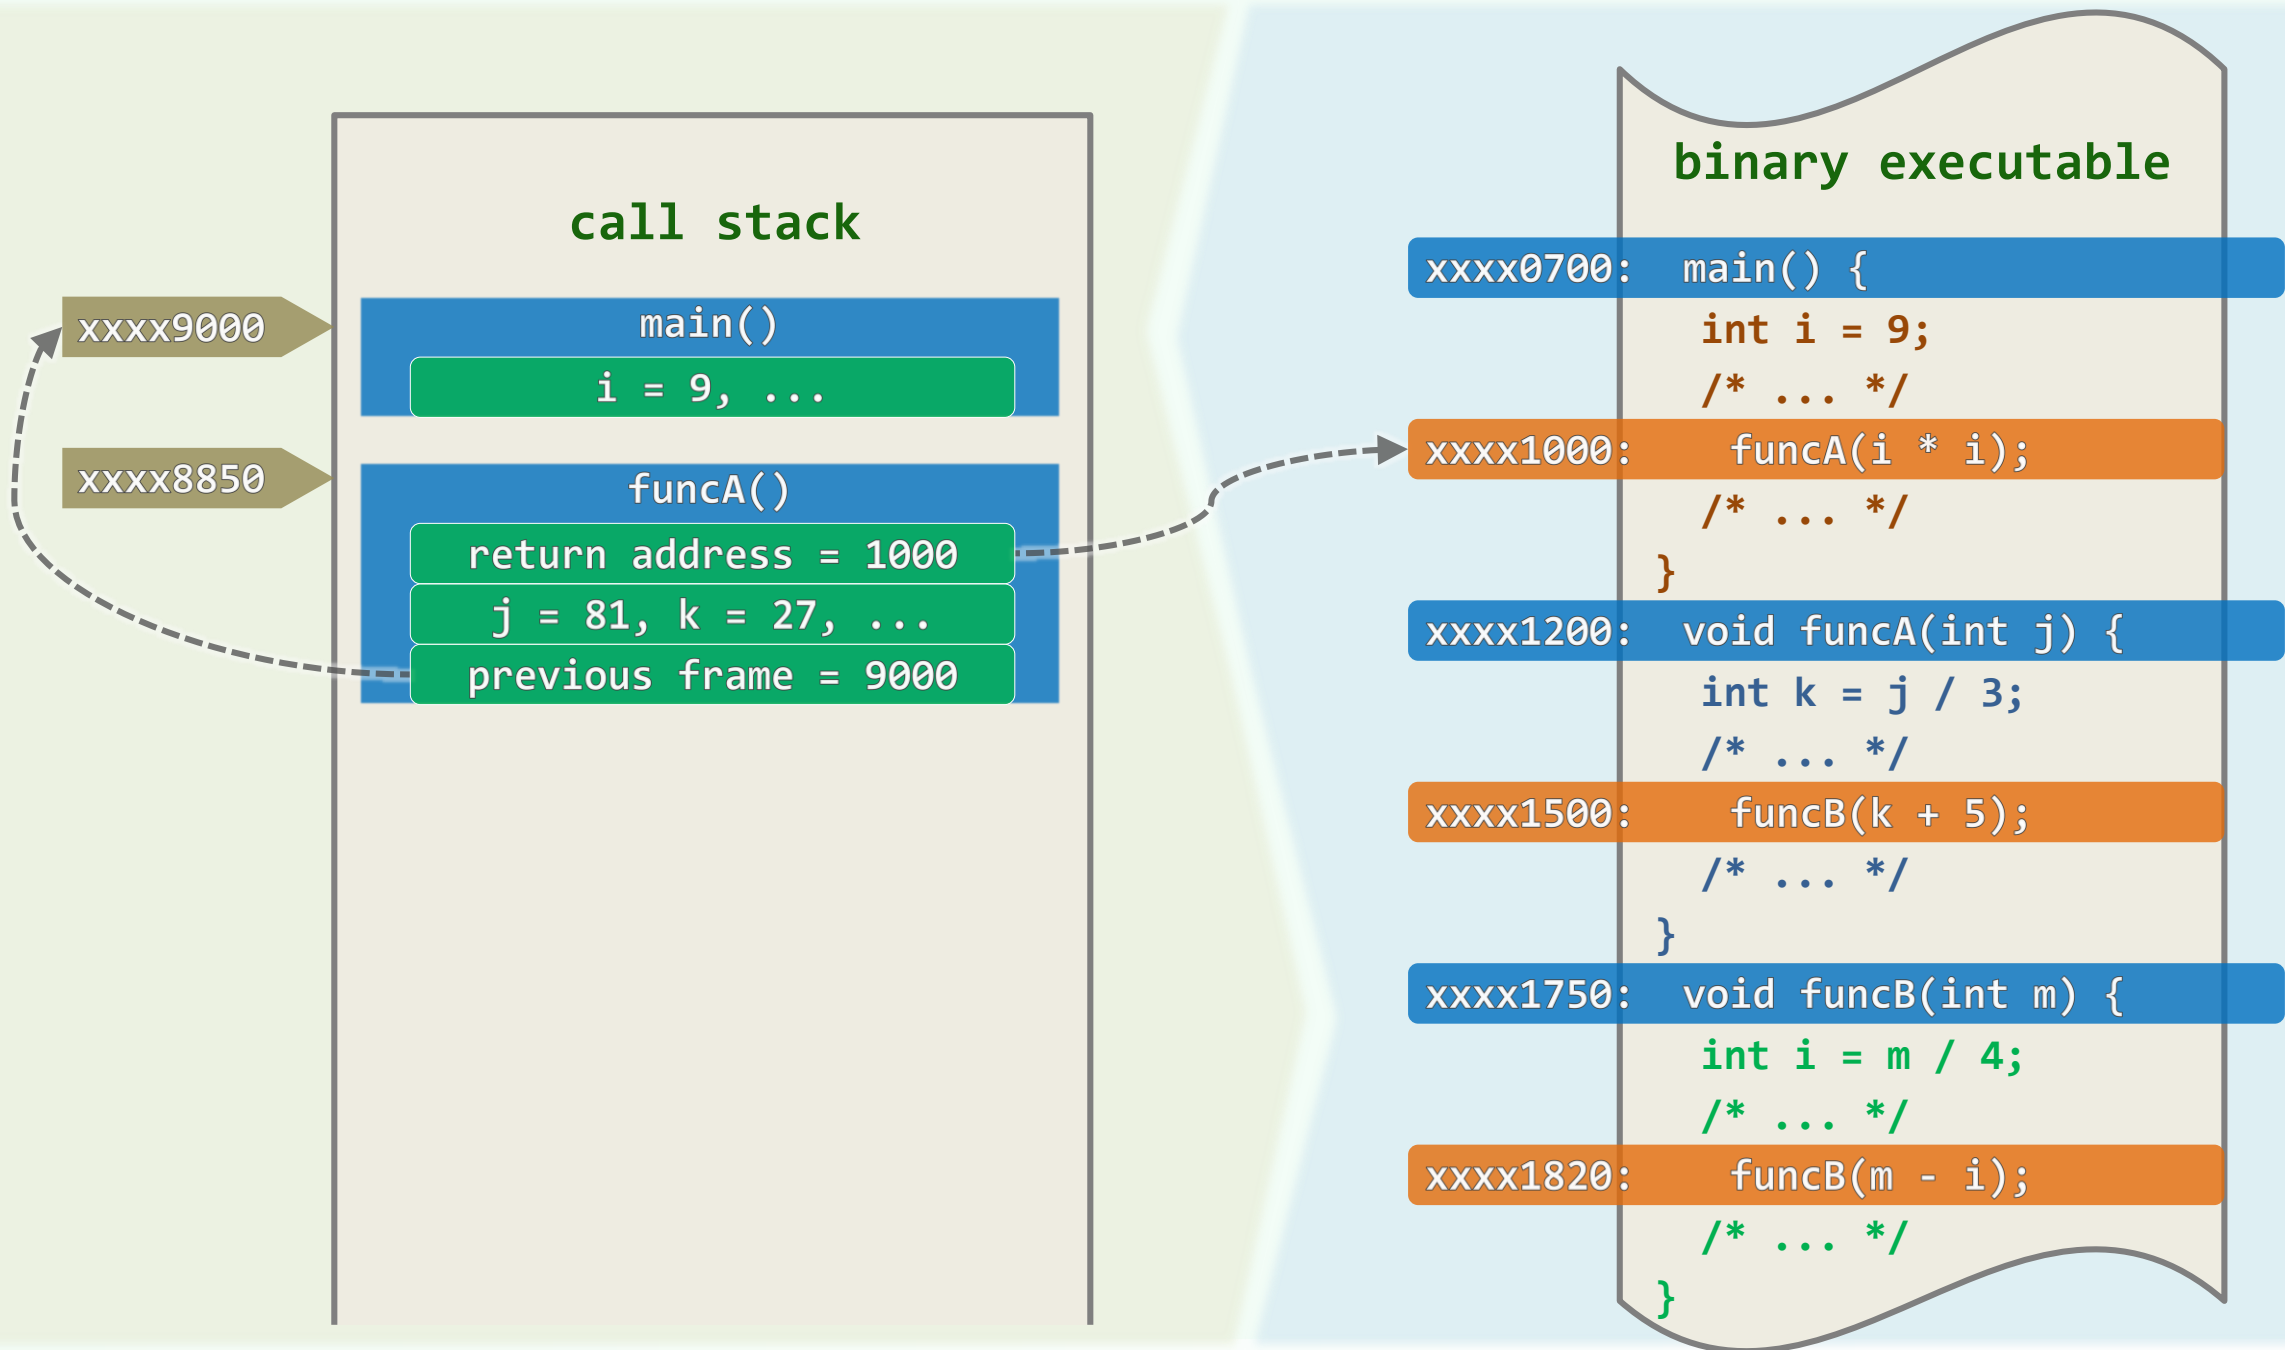 call stack
xxxx9000
main()
i = 9, ...
xxxx8850
funcA()
return address = 1000
j = 81, k = 27, ...
previous frame = 9000
binary executable
xxxx0700: main() {
int i = 9;
/* ... */
xxxx1000: funcA(i * i);
/* ... */
}
xxxx1200: void funcA(int j) {
int k = j / 3;
/* ... */
xxxx1500: funcB(k + 5);
/* ... */
}
xxxx1750: void funcB(int m) {
int i = m / 4;
/* ... */
xxxx1820: funcB(m - i);
/* ... */
}